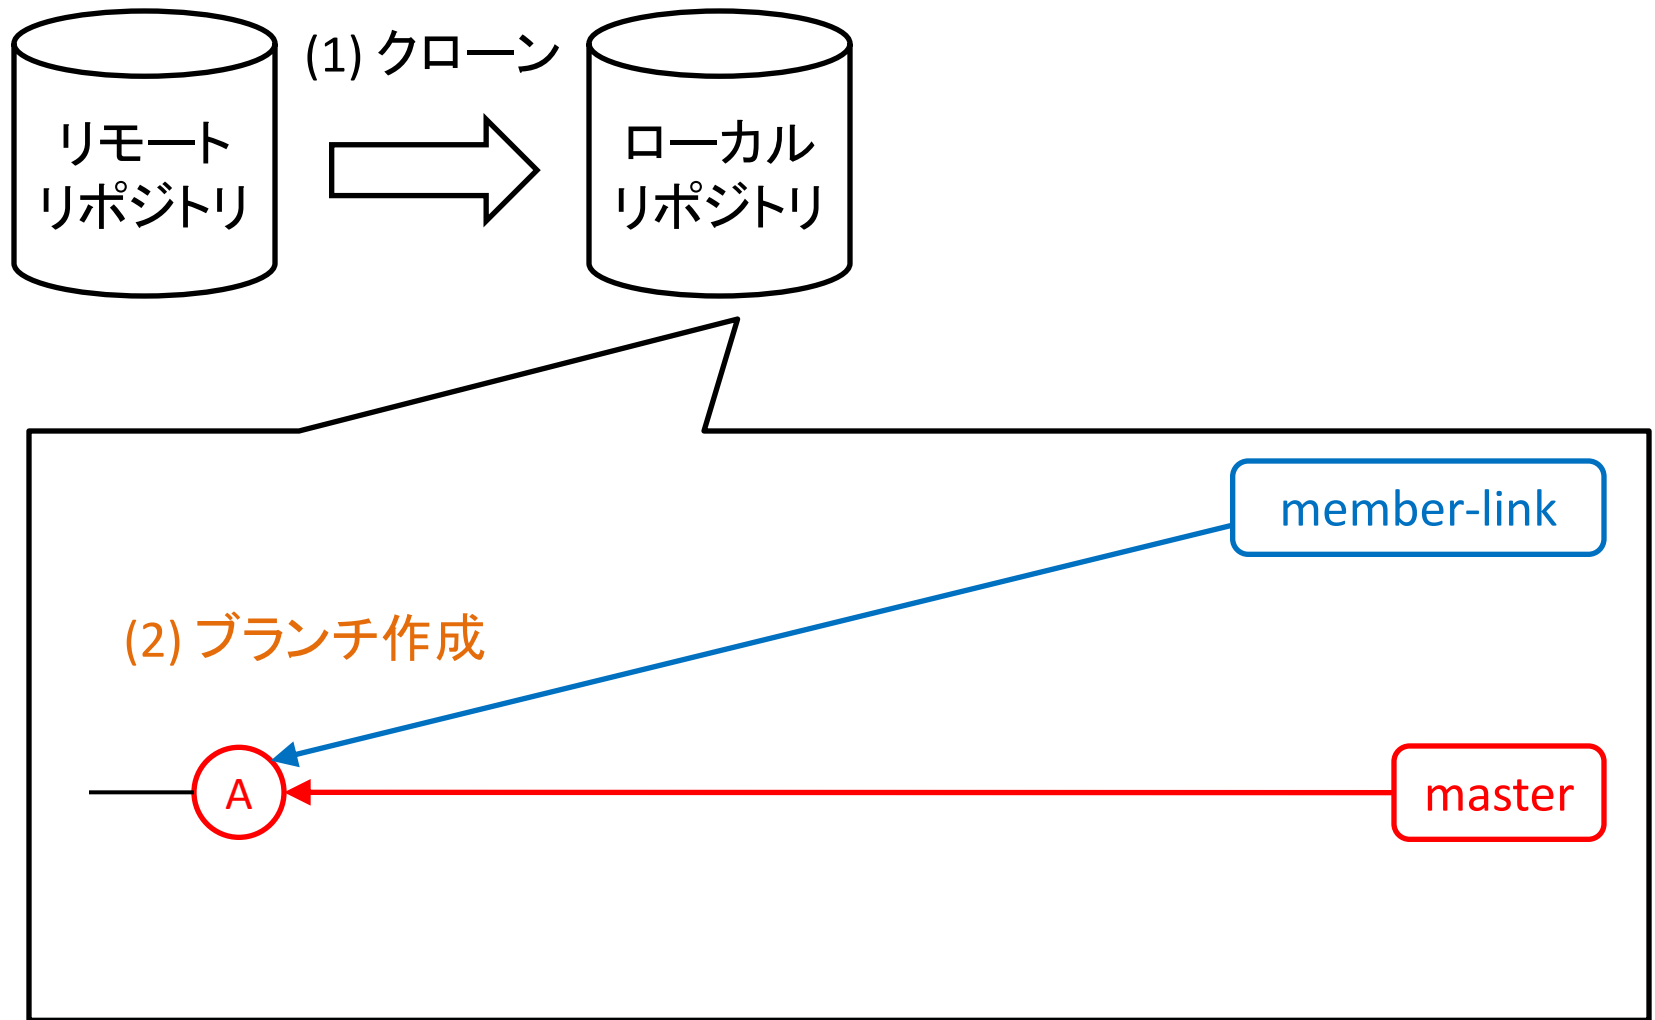 (1) クローン
リモート
リポジトリ
ローカル
リポジトリ
member-link
(2) ブランチ作成
A
master